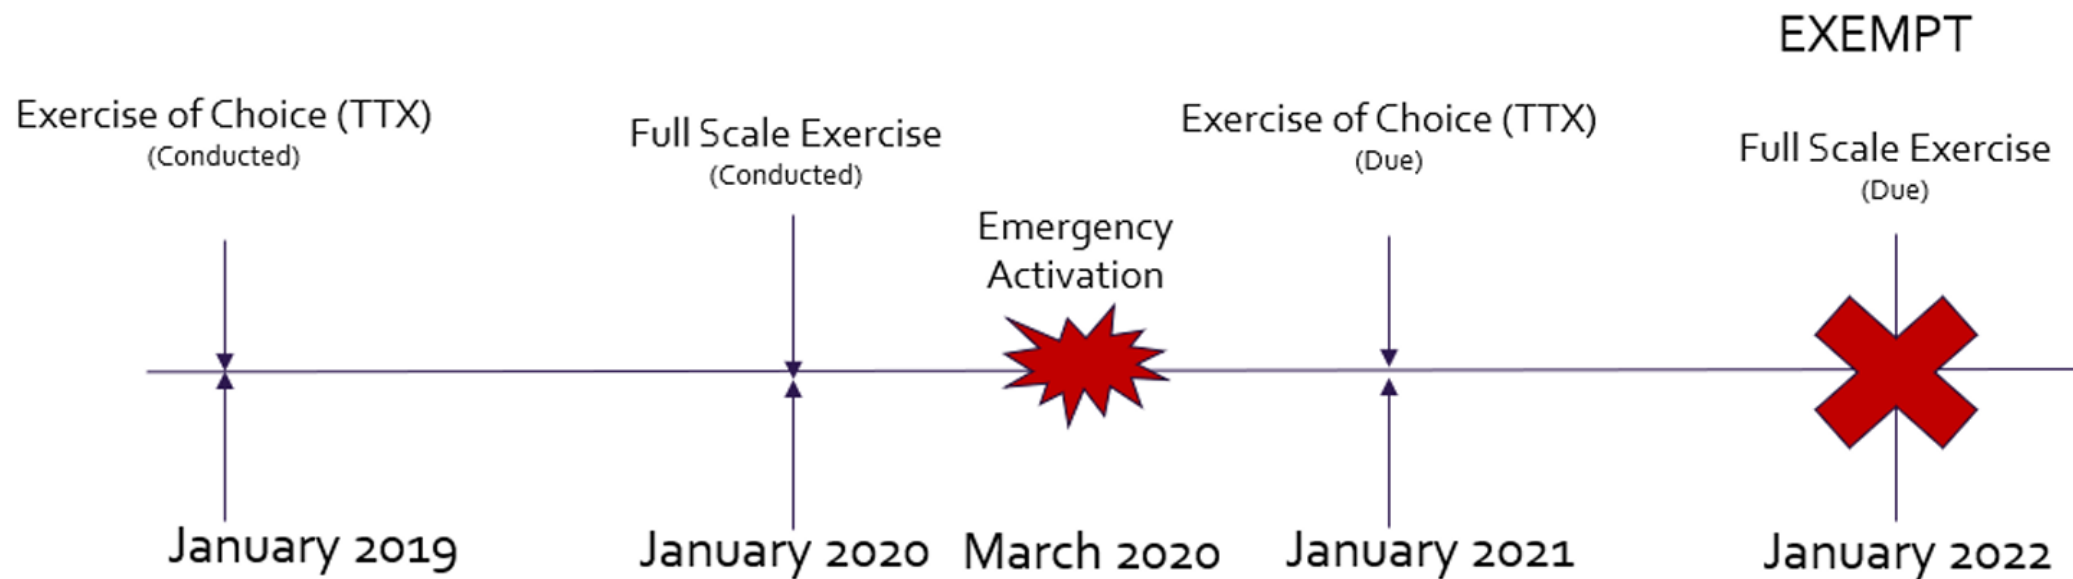 EXEMPT
Exercise of Choice (TTX)
(Conducted)
Full Scale Exercise
(Conducted)
Emergency
Activation
Exercise of Choice (TTX)
(Due)
Full Scale Exercise
(Due)
January 2019
January 2020
March 2020
January 2021
January 2022